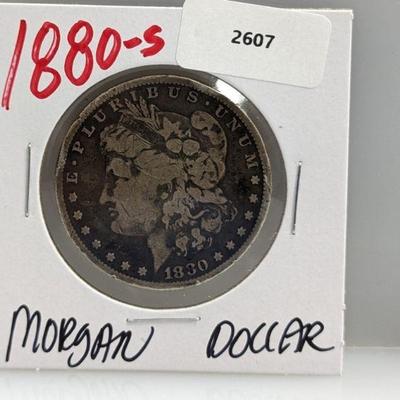 1880-S
2607
E·PLURIBUS·UNUM
1880
MORGAN DOLLAR